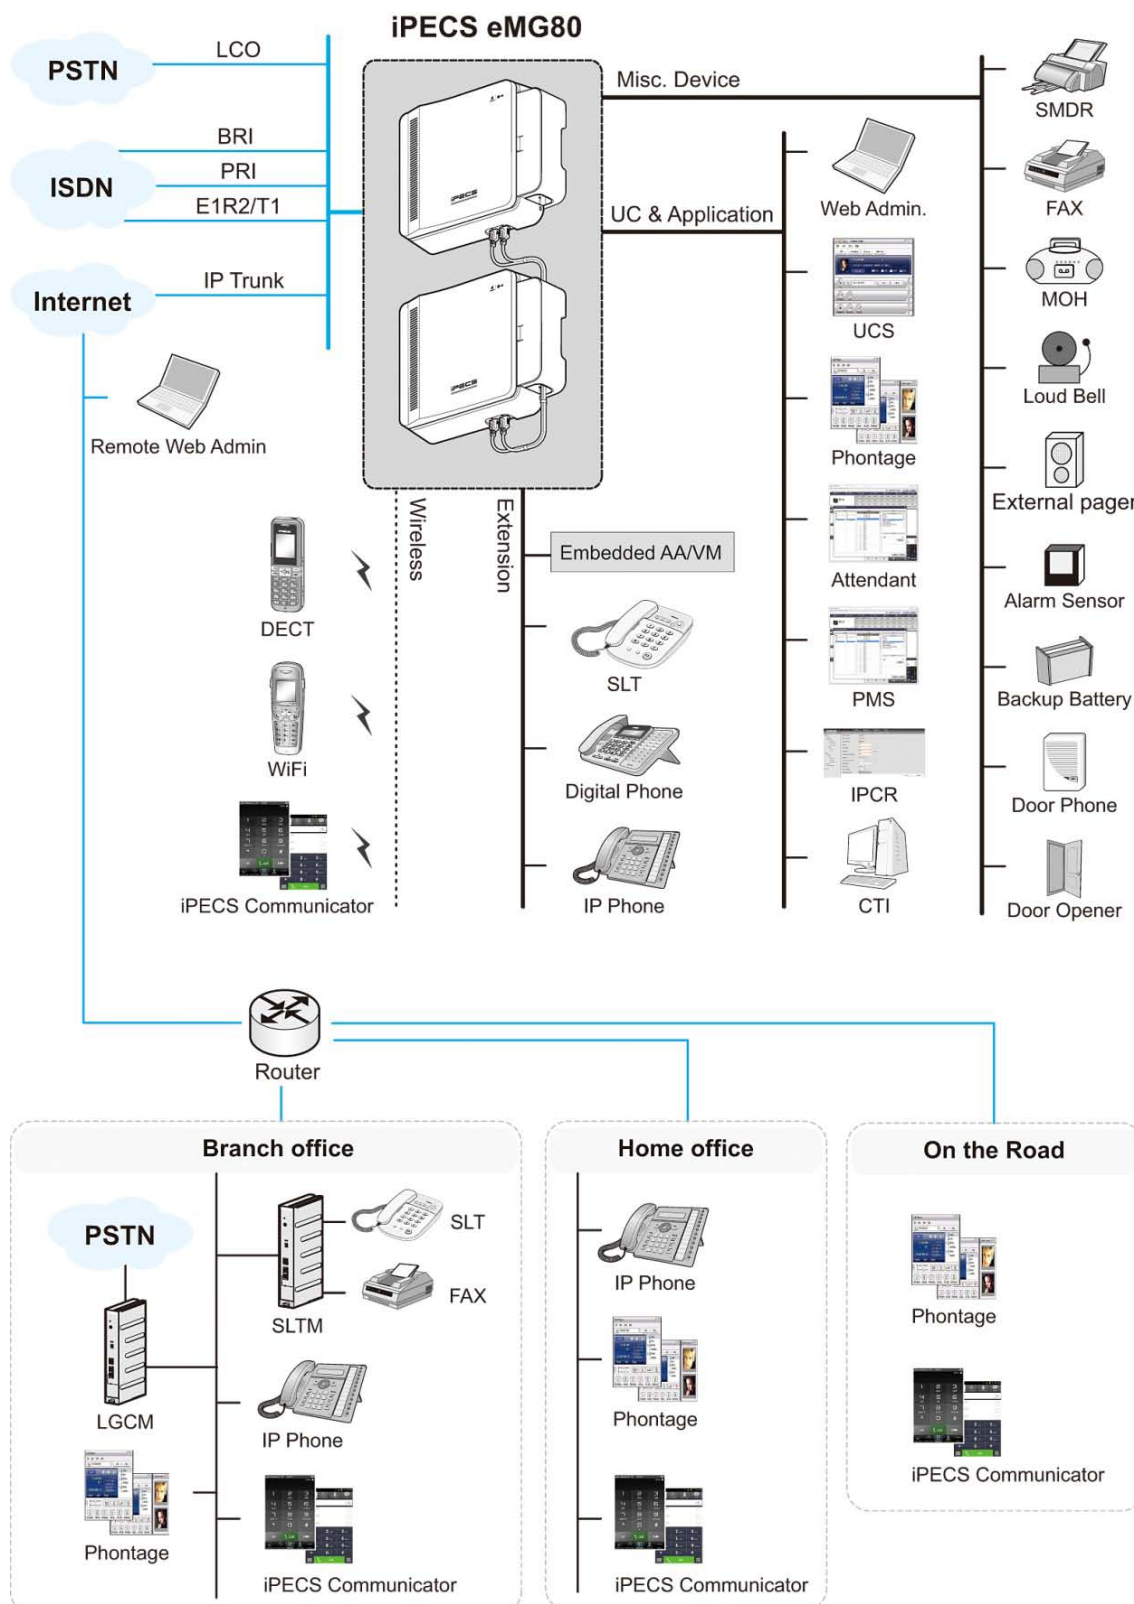 iPECS eMG80
PSTN
LCO
ISDN
BRI
PRI
E1R2/T1
Internet
IP Trunk
Remote Web Admin
iPECS
iPECS
Misc. Device
SMDR
FAX
MOH
Loud Bell
External pager
Alarm Sensor
Backup Battery
Door Phone
Door Opener
UC & Application
Web Admin.
UCS
Phontage
Attendant
PMS
IPCR
CTI
Wireless
DECT
WiFi
iPECS Communicator
Extension
Embedded AA/VM
SLT
Digital Phone
IP Phone
Router
Branch office
PSTN
LGCM
SLTM
SLT
FAX
IP Phone
Phontage
iPECS Communicator
Home office
IP Phone
Phontage
iPECS Communicator
On the Road
Phontage
iPECS Communicator